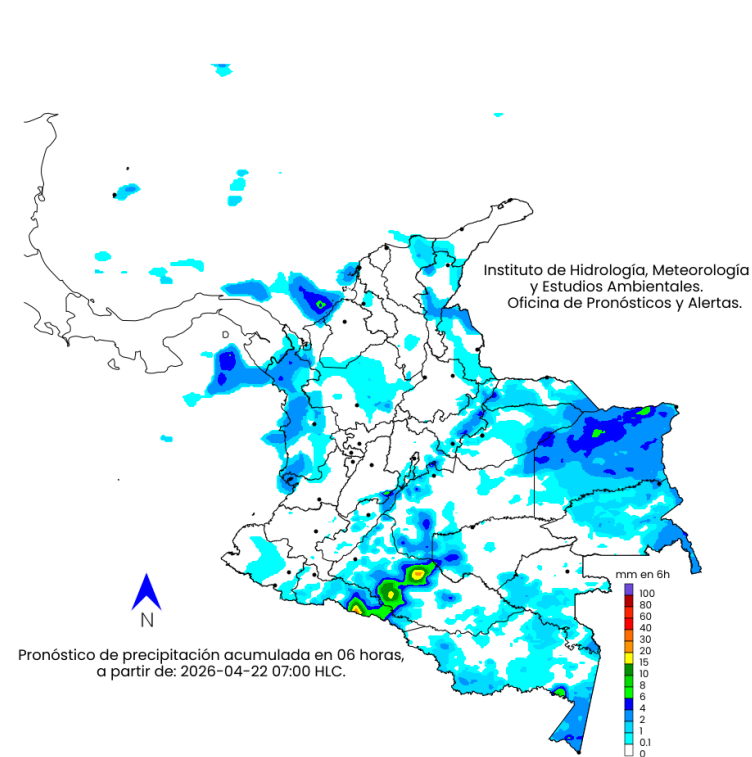 Instituto de Hidrología, Meteorología
y Estudios Ambientales.
Oficina de Pronósticos y Alertas.
D
mm en 6h
100
80
60
40
30
20
15
10
8
6
4
2
1
0.1
0
N
Pronóstico de precipitación acumulada en 06 horas,
a partir de: 2026-04-22 07:00 HLC.